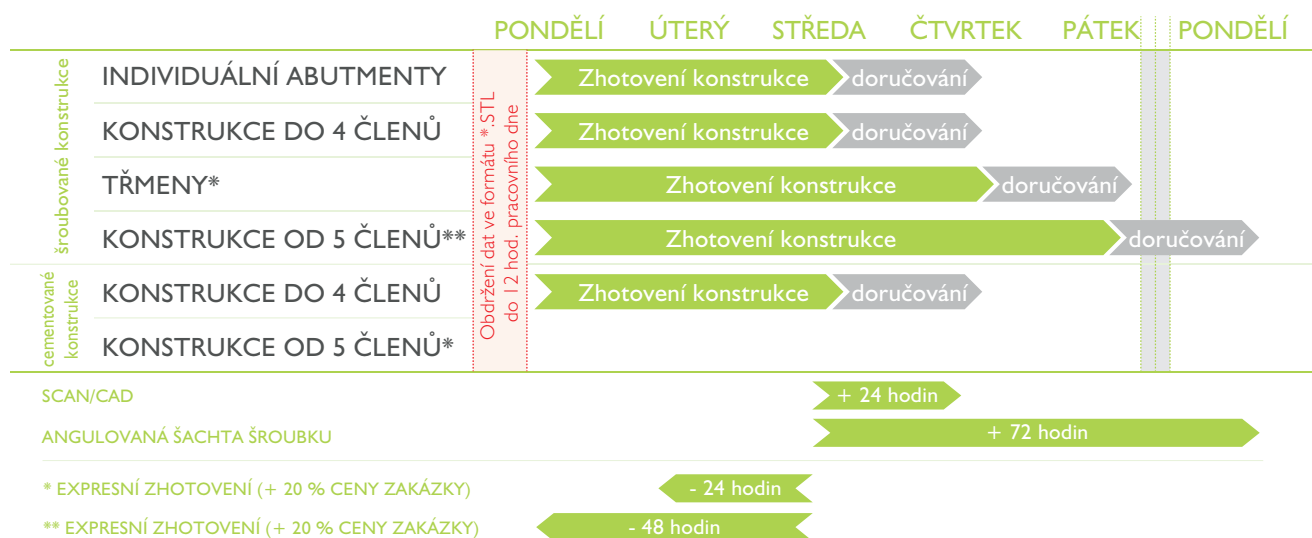 PONDĚLÍ ÚTERÝ STŘEDA ČTVRTEK PÁTEK PONDĚLÍ
šroubované konstrukce
Obdržení dat ve formátu *.STL
do 12 hod. pracovního dne
INDIVIDUÁLNÍ ABUTMENTY Zhotovení konstrukce doručování
KONSTRUKCE DO 4 ČLENŮ Zhotovení konstrukce doručování
TŘMENY* Zhotovení konstrukce doručování
KONSTRUKCE OD 5 ČLENŮ** Zhotovení konstrukce doručování
cementované
konstrukce
KONSTRUKCE DO 4 ČLENŮ Zhotovení konstrukce doručování
KONSTRUKCE OD 5 ČLENŮ*
SCAN/CAD + 24 hodin
ANGULOVANÁ ŠACHTA ŠROUBKU + 72 hodin
* EXPRESNÍ ZHOTOVENÍ (+ 20 % CENY ZAKÁZKY) - 24 hodin
** EXPRESNÍ ZHOTOVENÍ (+ 20 % CENY ZAKÁZKY) - 48 hodin